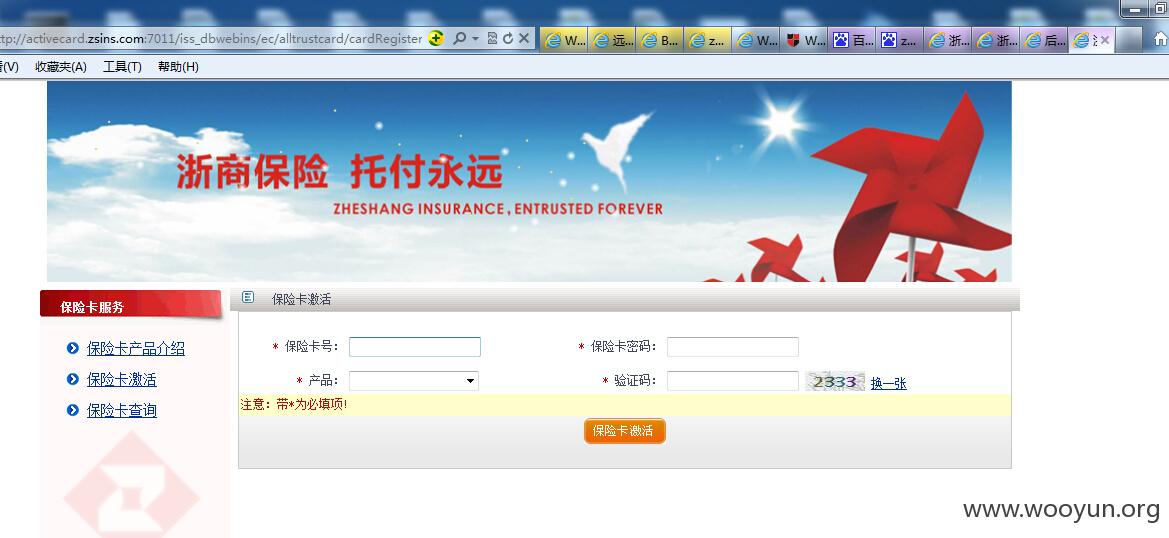 ttp://activecard.zsins.com:7011/iss_dbwebins/ec/alltrustcard/cardRegister
W... 远... B... z... W... W... 百... z... 浙... 浙... 后...
(V) 收藏夹(A) 工具(T) 帮助(H)
浙商保险 托付永远
ZHESHANG INSURANCE, ENTRUSTED FOREVER
保险卡服务
保险卡产品介绍
保险卡激活
保险卡查询
保险卡激活
* 保险卡号: * 保险卡密码:
* 产品: * 验证码: 2333 换一张
注意：带*为必填项!
保险卡激活
www.wooyun.org